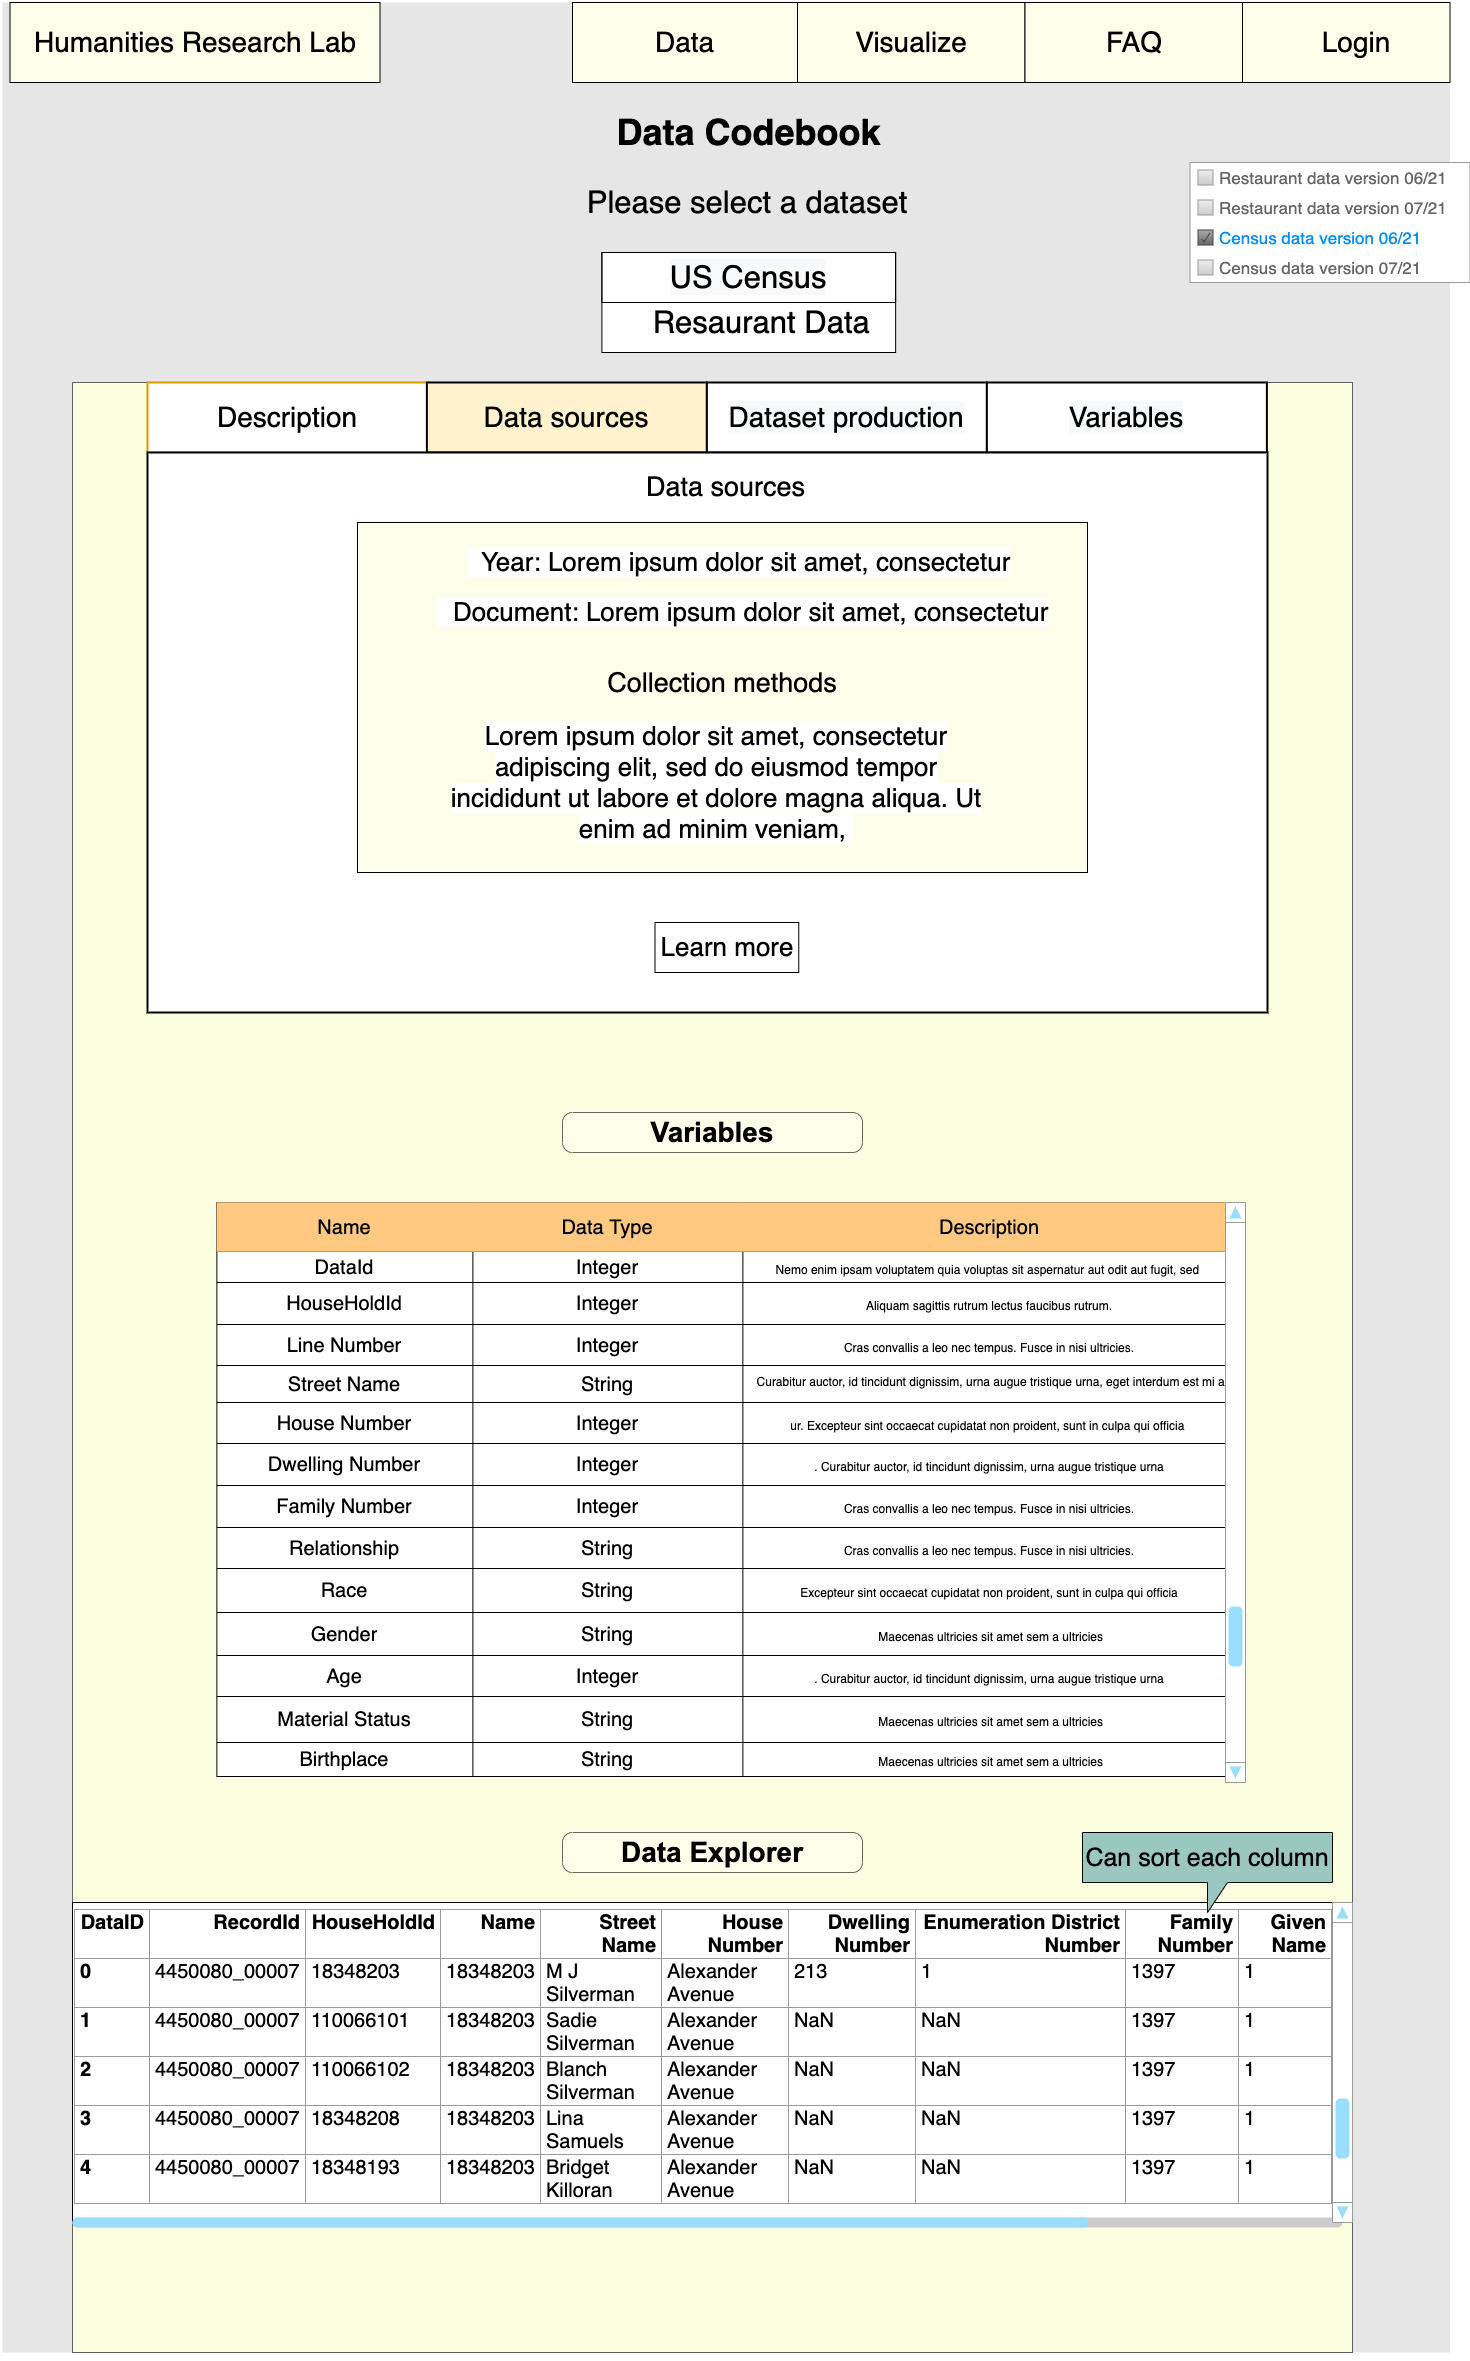 Humanities Research Lab
Data
Visualize
FAQ
Login
Data Codebook
Please select a dataset
Restaurant data version 06/21
Restaurant data version 07/21
Census data version 06/21
Census data version 07/21
US Census
Resaurant Data
Description
Data sources
Dataset production
Variables
Data sources
Year: Lorem ipsum dolor sit amet, consectetur
Document: Lorem ipsum dolor sit amet, consectetur
Collection methods
Lorem ipsum dolor sit amet, consectetur
adipiscing elit, sed do eiusmod tempor
incididunt ut labore et dolore magna aliqua. Ut
enim ad minim veniam,
Learn more
Variables
Name Data Type Description
DataId Integer Nemo enim ipsam voluptatem quia voluptas sit aspernatur aut odit aut fugit, sed
HouseHoldId Integer Aliquam sagittis rutrum lectus faucibus rutrum.
Line Number Integer Cras convallis a leo nec tempus. Fusce in nisi ultricies.
Street Name String Curabitur auctor, id tincidunt dignissim, urna augue tristique urna, eget interdum est mi a
House Number Integer ur. Excepteur sint occaecat cupidatat non proident, sunt in culpa qui officia
Dwelling Number Integer . Curabitur auctor, id tincidunt dignissim, urna augue tristique urna
Family Number Integer Cras convallis a leo nec tempus. Fusce in nisi ultricies.
Relationship String Cras convallis a leo nec tempus. Fusce in nisi ultricies.
Race String Excepteur sint occaecat cupidatat non proident, sunt in culpa qui officia
Gender String Maecenas ultricies sit amet sem a ultricies
Age Integer . Curabitur auctor, id tincidunt dignissim, urna augue tristique urna
Material Status String Maecenas ultricies sit amet sem a ultricies
Birthplace String Maecenas ultricies sit amet sem a ultricies
Data Explorer
Can sort each column
DataID RecordId HouseHoldId Name Street House Dwelling Enumeration District Family Given
Name Number Number Number Number Name
0 4450080_00007 18348203 18348203 M J Alexander 213 1 1397 1
Silverman Avenue
1 4450080_00007 110066101 18348203 Sadie Alexander NaN NaN 1397 1
Silverman Avenue
2 4450080_00007 110066102 18348203 Blanch Alexander NaN NaN 1397 1
Silverman Avenue
3 4450080_00007 18348208 18348203 Lina Alexander NaN NaN 1397 1
Samuels Avenue
4 4450080_00007 18348193 18348203 Bridget Alexander NaN NaN 1397 1
Killoran Avenue